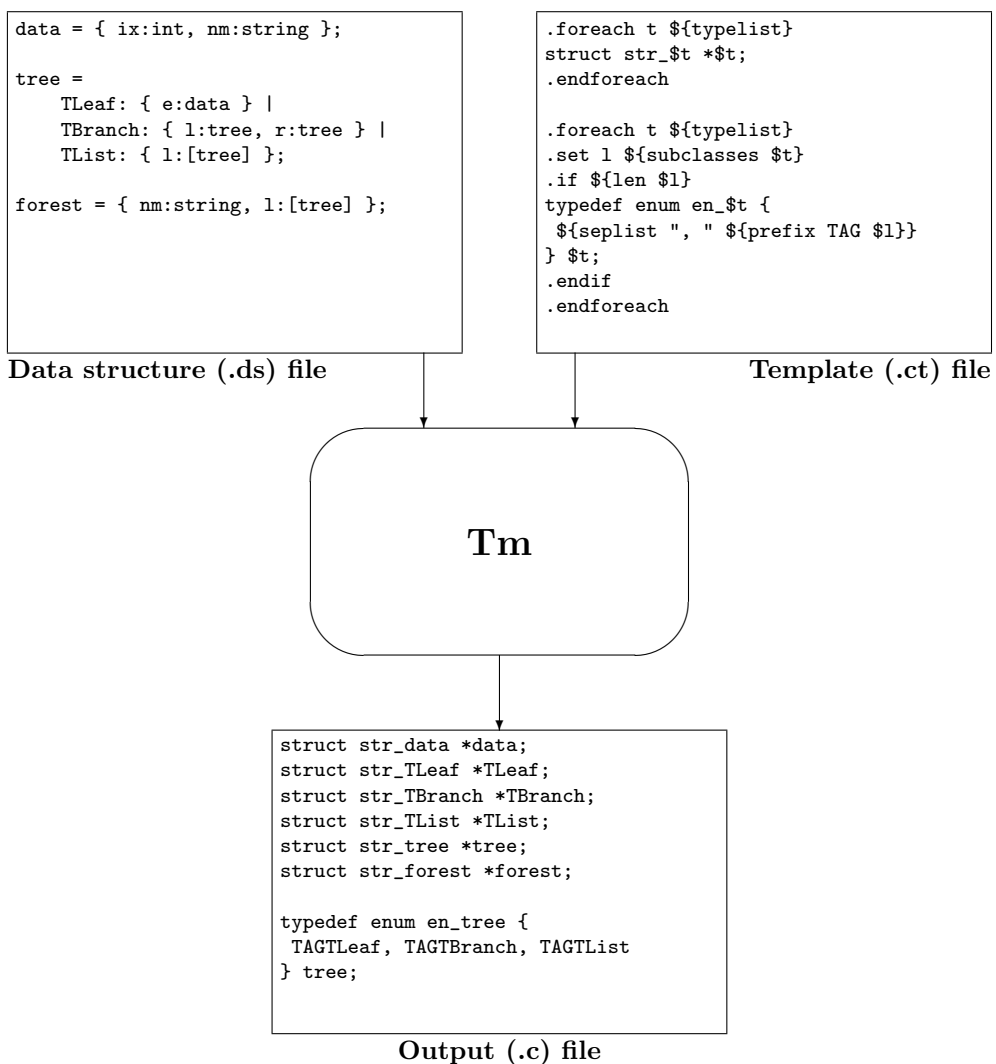 data = { ix:int, nm:string };
tree =
    TLeaf: { e:data } |
    TBranch: { l:tree, r:tree } |
    TList: { l:[tree] };
forest = { nm:string, l:[tree] };
Data structure (.ds) file
.foreach t ${typelist}
struct str_$t *$t;
.endforeach
.foreach t ${typelist}
.set l ${subclasses $t}
.if ${len $l}
typedef enum en_$t {
 ${seplist ", " ${prefix TAG $l}}
} $t;
.endif
.endforeach
Template (.ct) file
Tm
struct str_data *data;
struct str_TLeaf *TLeaf;
struct str_TBranch *TBranch;
struct str_TList *TList;
struct str_tree *tree;
struct str_forest *forest;
typedef enum en_tree {
 TAGTLeaf, TAGTBranch, TAGTList
} tree;
Output (.c) file